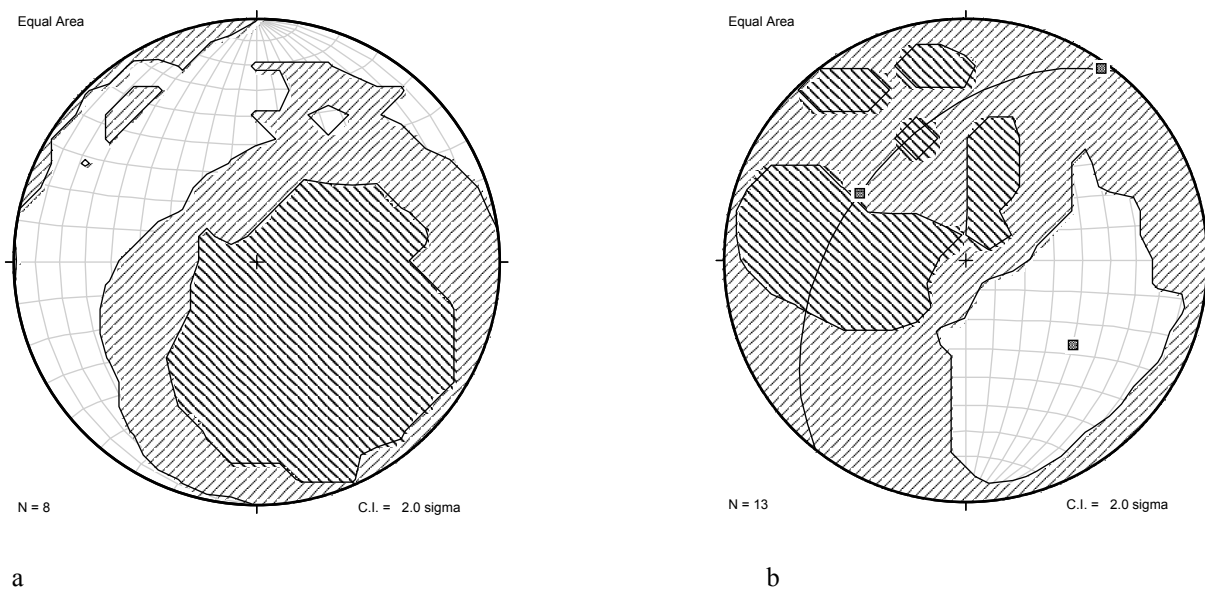 Equal Area
N = 8
C.I. = 2.0 sigma
a
Equal Area
N = 13
C.I. = 2.0 sigma
b